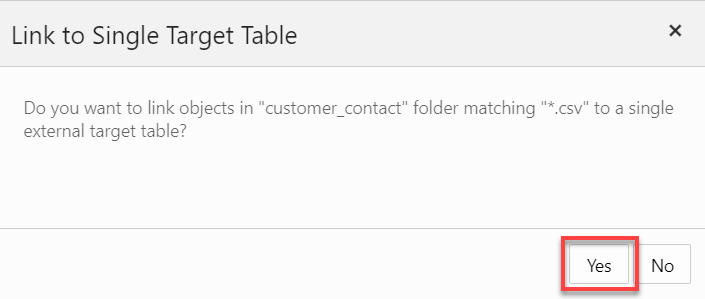 Link to Single Target Table
×
Do you want to link objects in "customer_contact" folder matching "*.csv" to a single
external target table?
Yes No